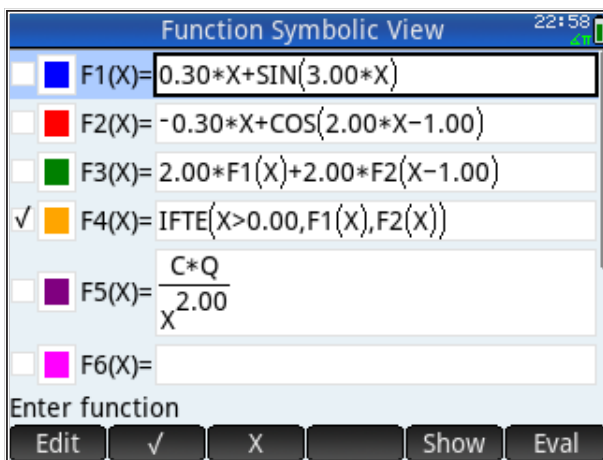 Function Symbolic View
22:58
∡π
F1(X)= 0.30*X+SIN(3.00*X)
F2(X)= -0.30*X+COS(2.00*X-1.00)
F3(X)= 2.00*F1(X)+2.00*F2(X-1.00)
√ F4(X)= IFTE(X>0.00,F1(X),F2(X))
C*Q
F5(X)=
X^2.00
F6(X)=
Enter function
Edit √ X Show Eval